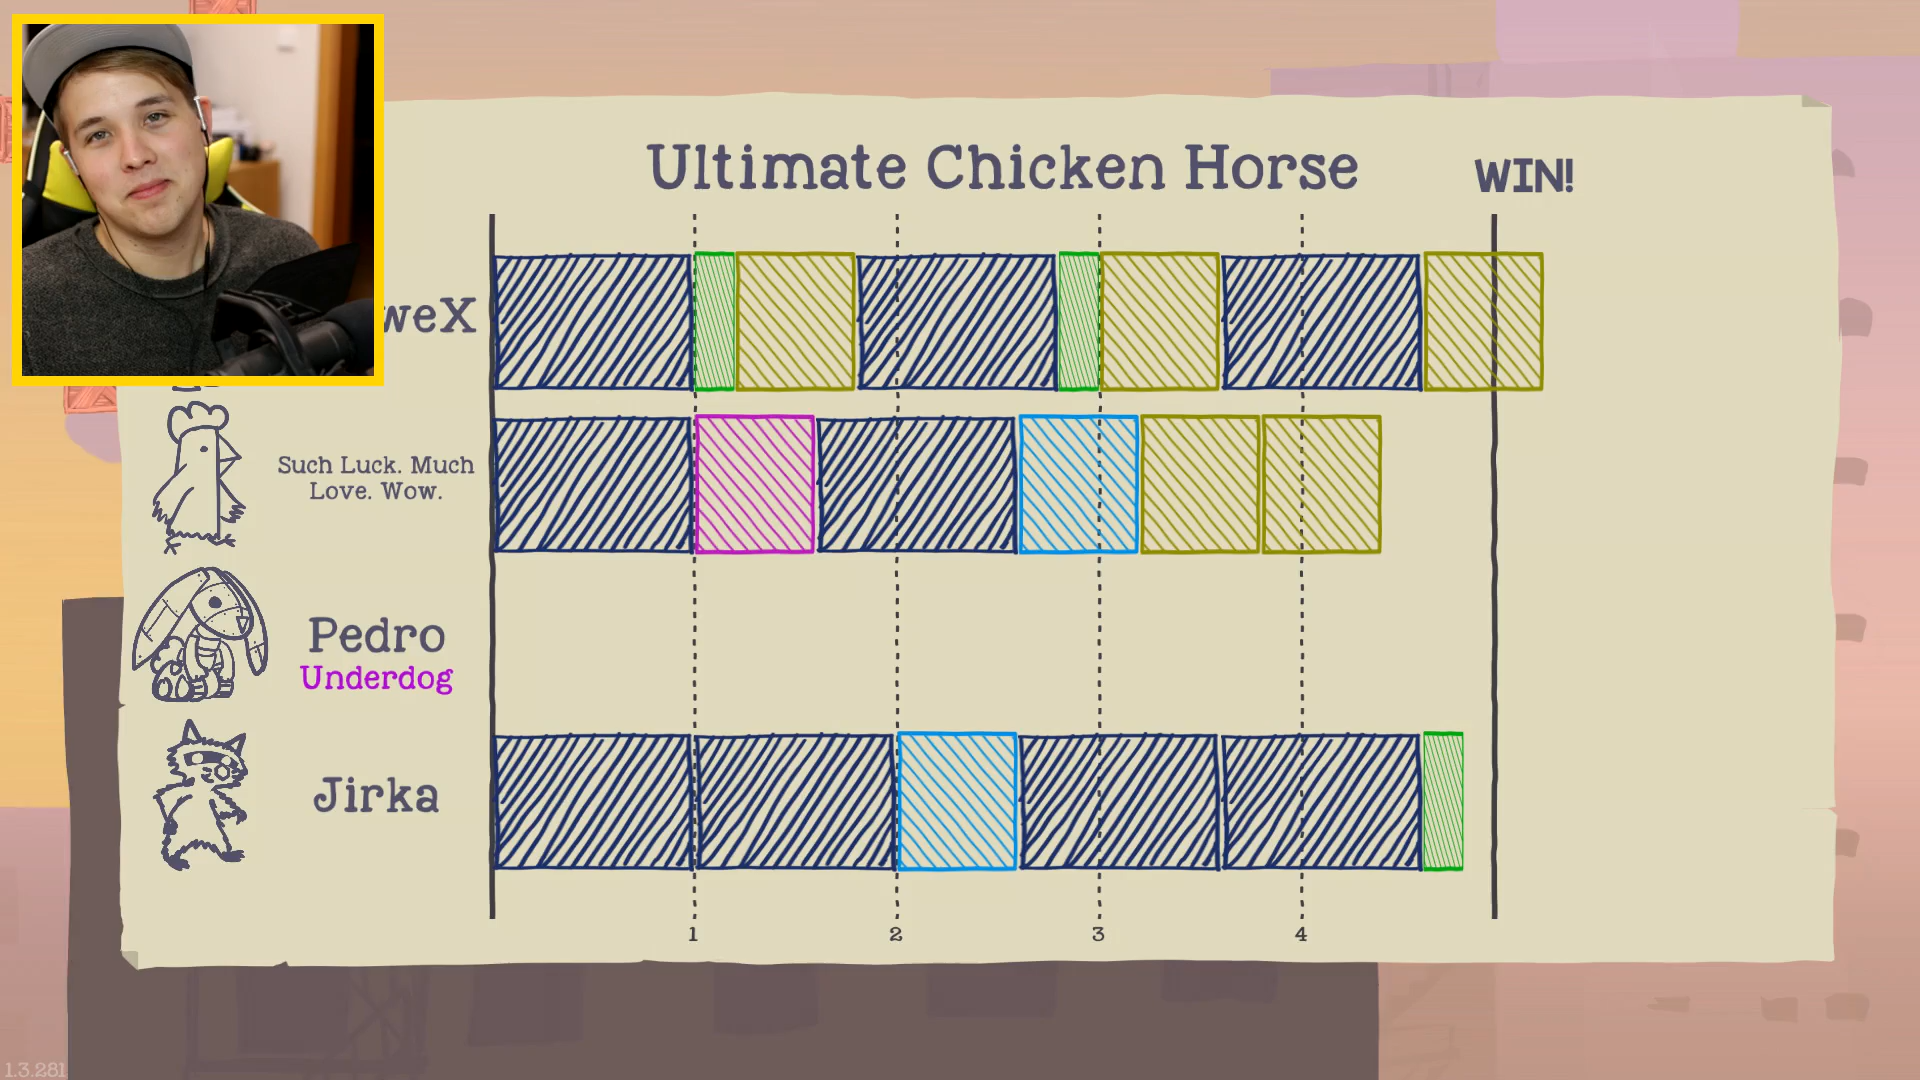 Ultimate Chicken Horse
WIN!
weX
Such Luck. Much
Love. Wow.
Pedro
Underdog
Jirka
1 2 3 4
1.3.281